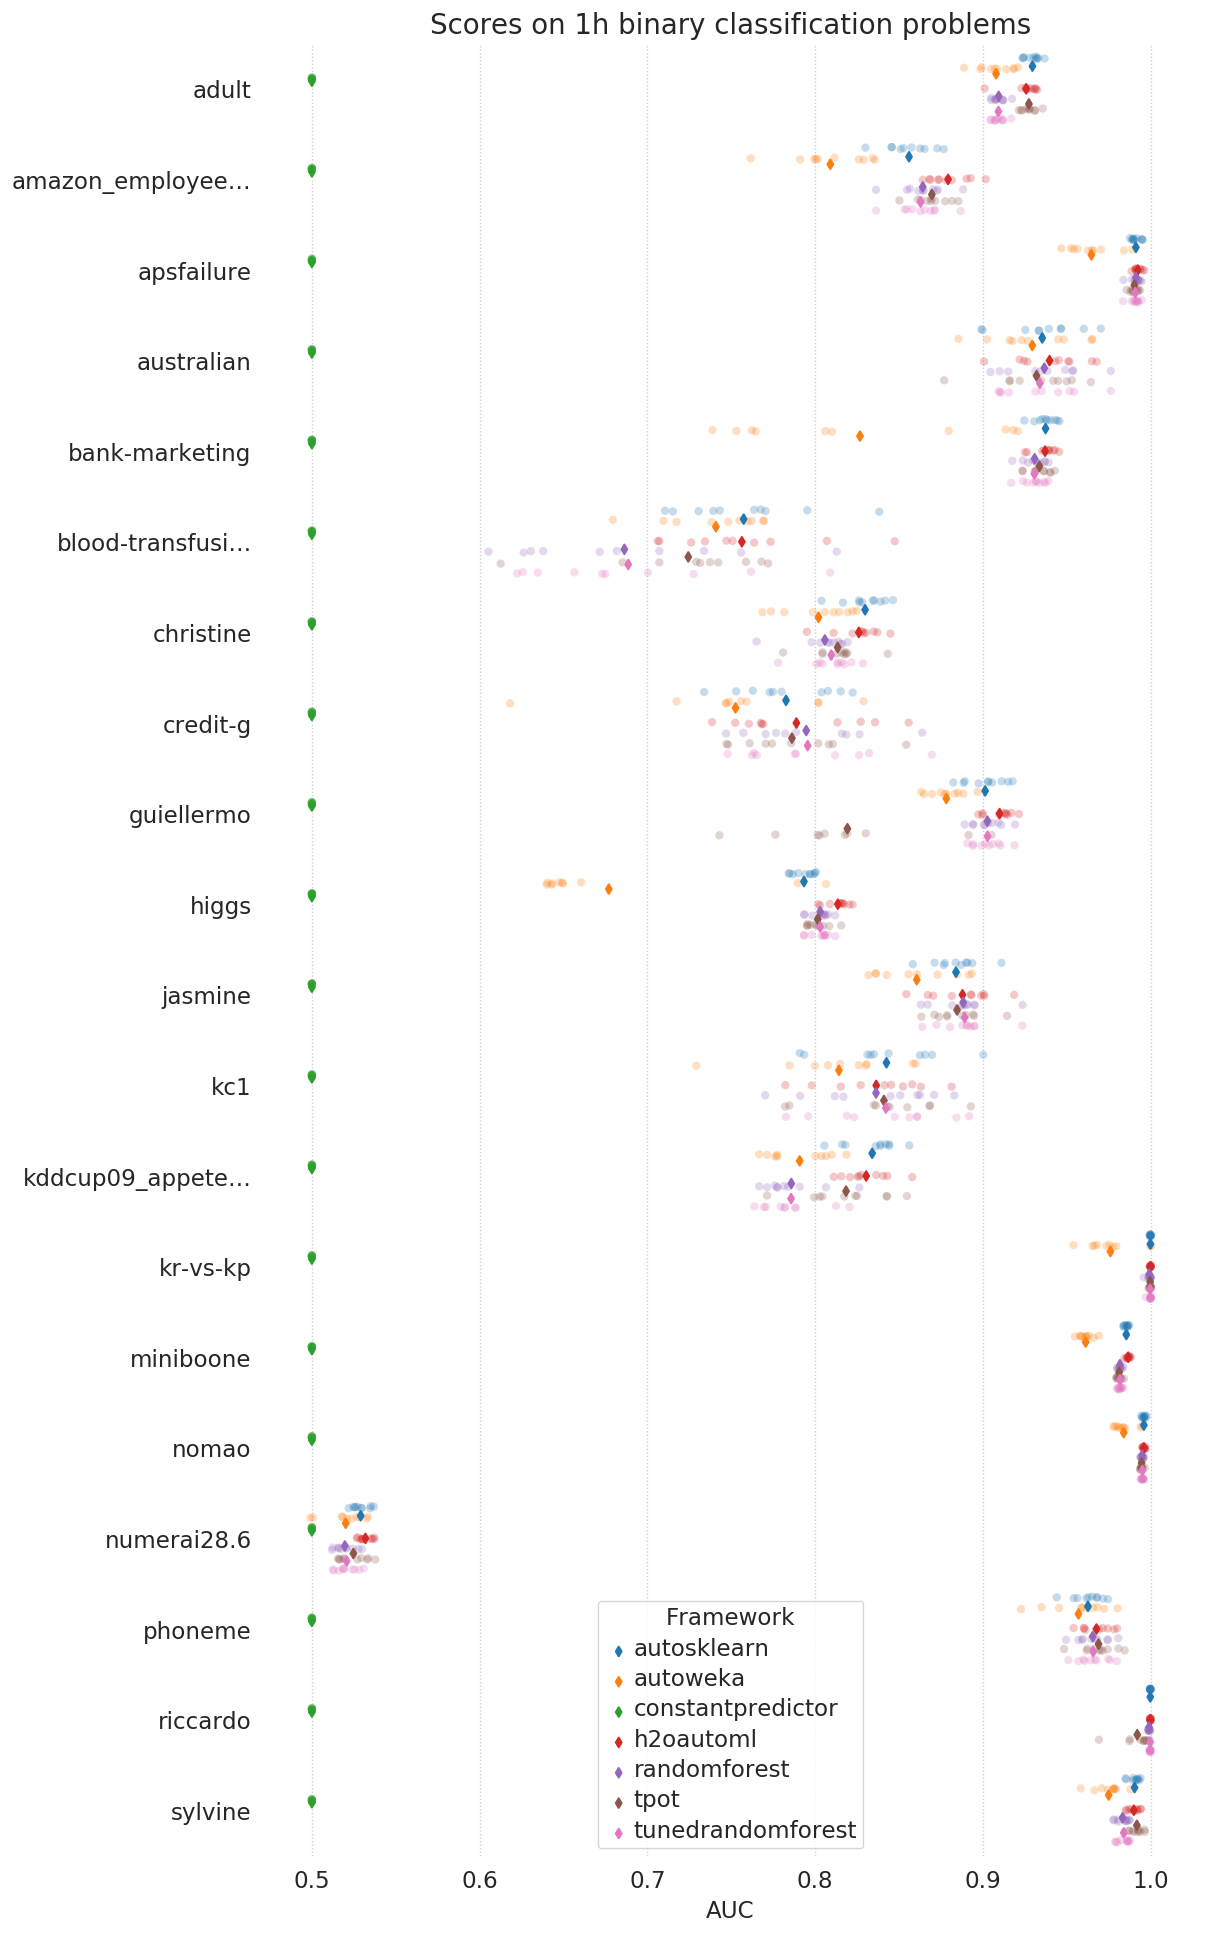 Scores on 1h binary classification problems
adult
amazon_employee…
apsfailure
australian
bank-marketing
blood-transfusi…
christine
credit-g
guiellermo
higgs
jasmine
kc1
kddcup09_appete…
kr-vs-kp
miniboone
nomao
numerai28.6
phoneme
riccardo
sylvine
Framework
autosklearn
autoweka
constantpredictor
h2oautoml
randomforest
tpot
tunedrandomforest
0.5 0.6 0.7 0.8 0.9 1.0
AUC